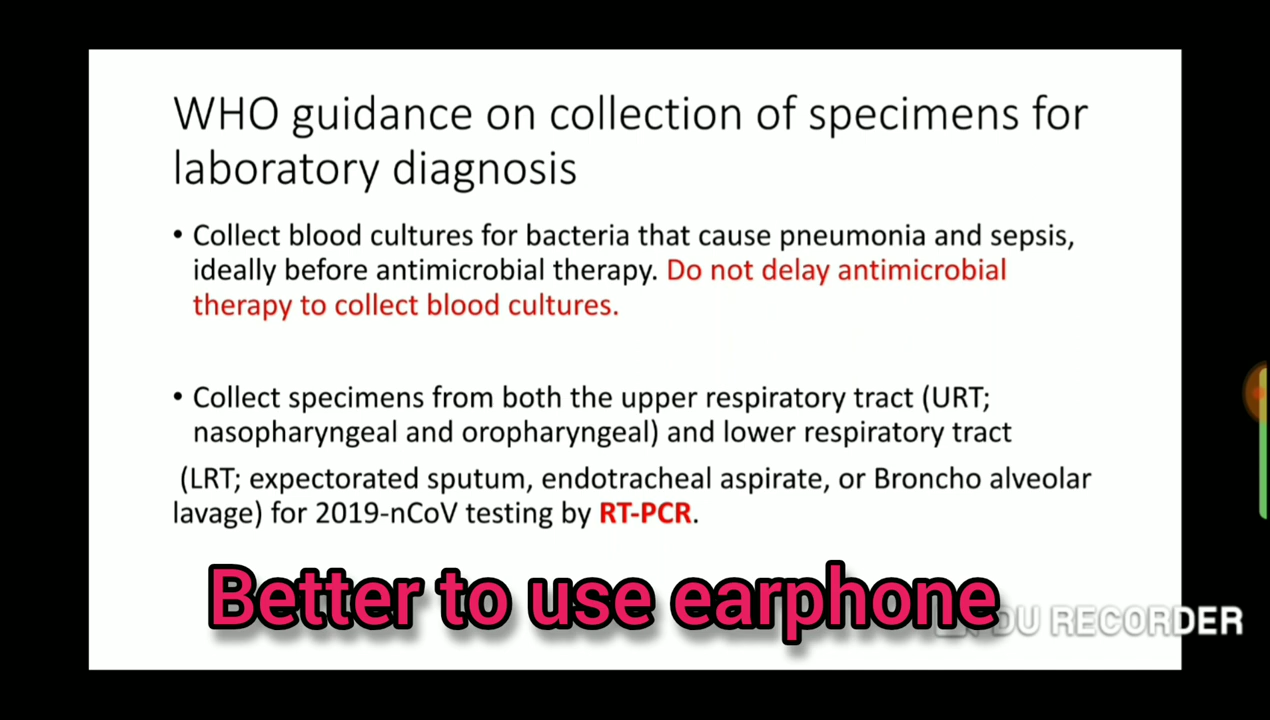 WHO guidance on collection of specimens for
laboratory diagnosis
• Collect blood cultures for bacteria that cause pneumonia and sepsis,
ideally before antimicrobial therapy. Do not delay antimicrobial
therapy to collect blood cultures.
• Collect specimens from both the upper respiratory tract (URT;
nasopharyngeal and oropharyngeal) and lower respiratory tract
(LRT; expectorated sputum, endotracheal aspirate, or Broncho alveolar
lavage) for 2019-nCoV testing by RT-PCR.
Better to use earphone
DU RECORDER